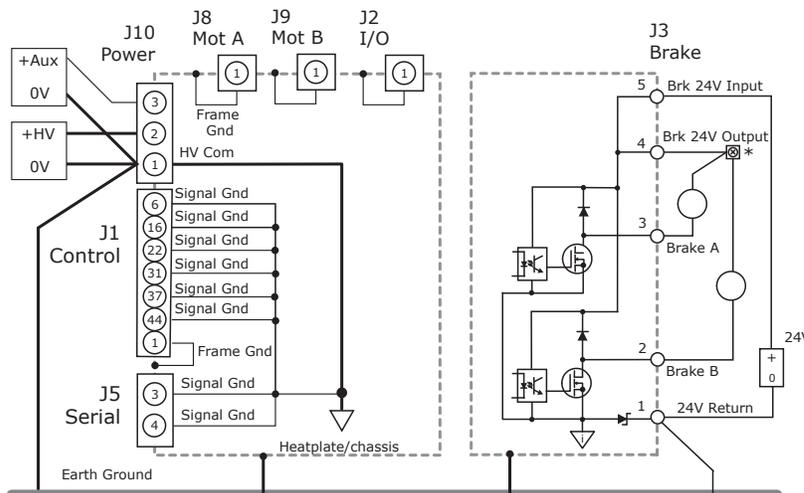 J10
Power
J8
Mot A
J9
Mot B
J2
I/O
J3
Brake
+Aux
0V
+HV
0V
3
2
1
1
1
1
Frame
Gnd
HV Com
J1
Control
6
Signal Gnd
16
Signal Gnd
22
Signal Gnd
31
Signal Gnd
37
Signal Gnd
44
Signal Gnd
1
Frame Gnd
J5
Serial
3
Signal Gnd
4
Signal Gnd
Heatplate/chassis
Earth Ground
5
Brk 24V Input
4
Brk 24V Output
*
3
Brake A
2
Brake B
1
24V Return
24V
+
0